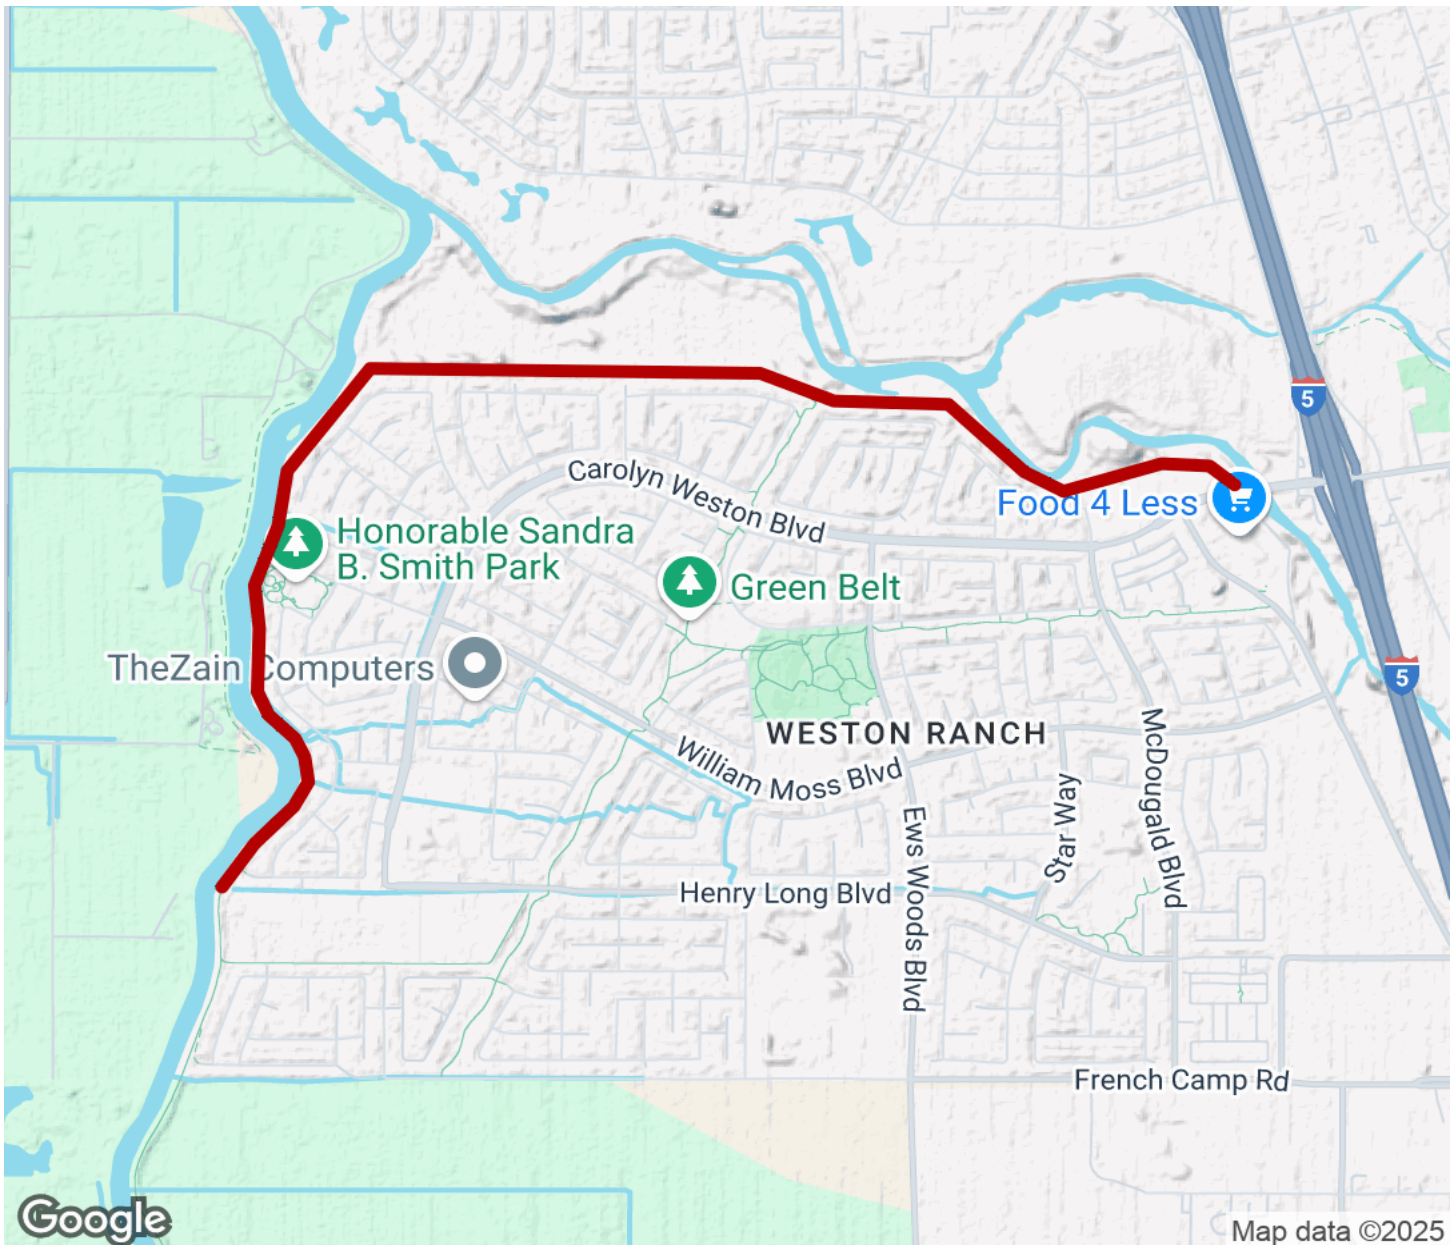 5
Carolyn Weston Blvd
Food 4 Less
Honorable Sandra
B. Smith Park
Green Belt
TheZain Computers
5
WESTON RANCH
William Moss Blvd
McDougald Blvd
Star Way
Ews Woods Blvd
Henry Long Blvd
French Camp Rd
Google
Map data ©2025